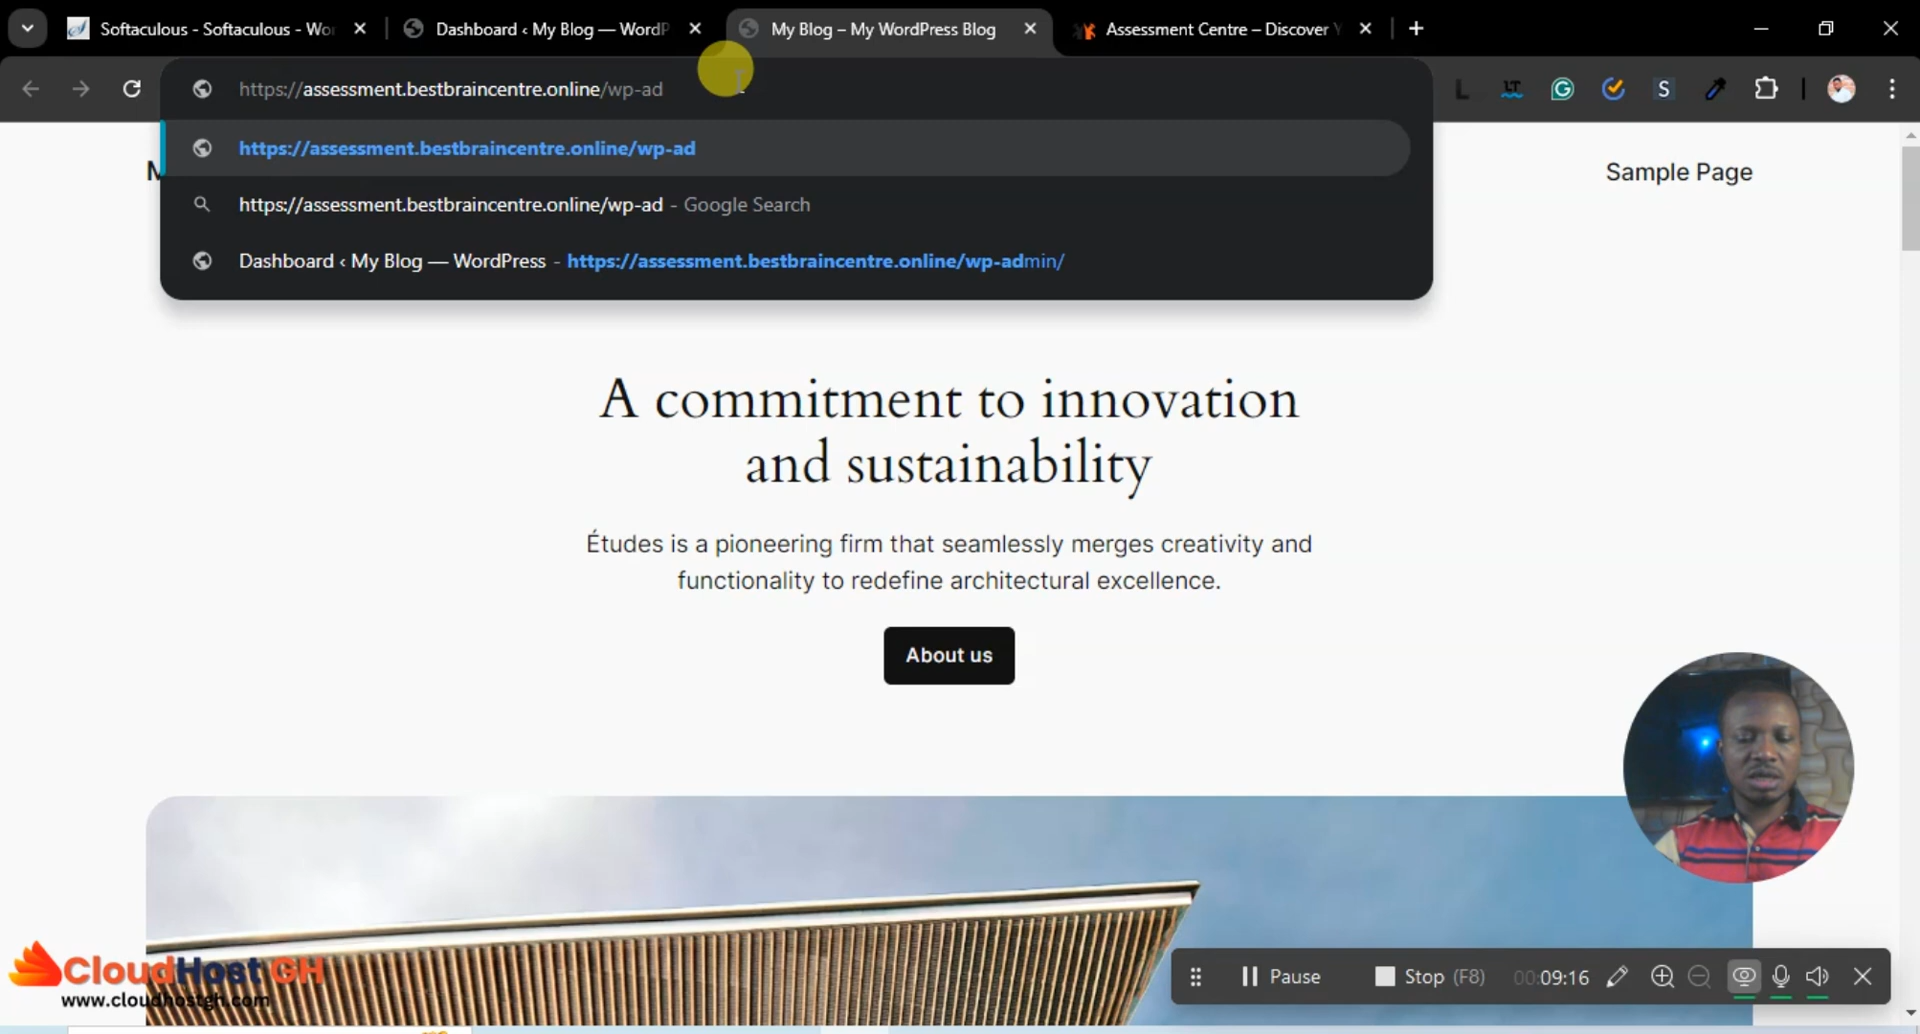 Softaculous - Softaculous - Wo
Dashboard ‹ My Blog — WordP
My Blog – My WordPress Blog
Assessment Centre – Discover Y
https://assessment.bestbraincentre.online/wp-ad
https://assessment.bestbraincentre.online/wp-ad
https://assessment.bestbraincentre.online/wp-ad - Google Search
Dashboard ‹ My Blog — WordPress - https://assessment.bestbraincentre.online/wp-admin/
Sample Page
A commitment to innovation
and sustainability
Études is a pioneering firm that seamlessly merges creativity and
functionality to redefine architectural excellence.
About us
CloudHost GH
www.cloudhostgh.com
Pause
Stop (F8)
00:09:16